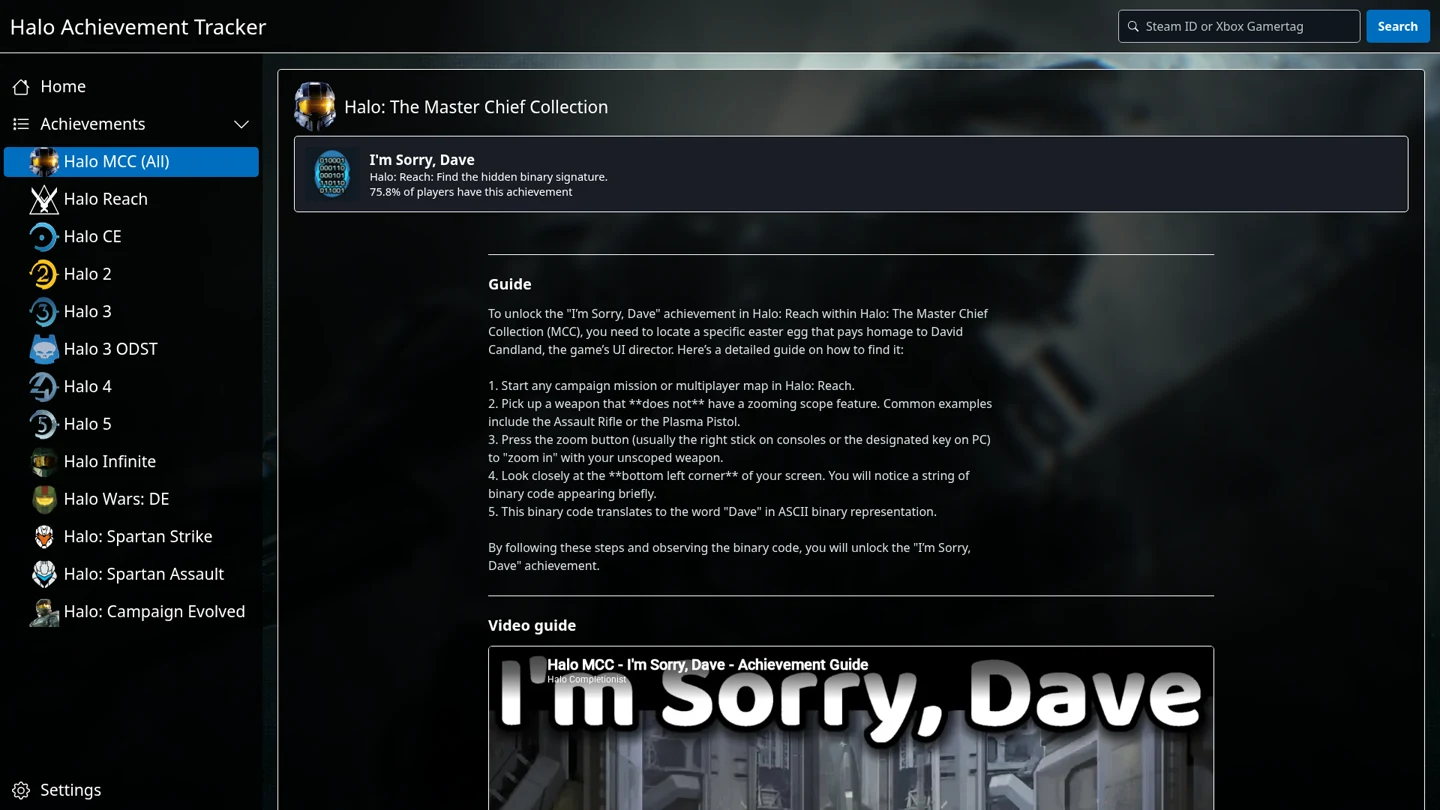 Halo Achievement Tracker
Steam ID or Xbox Gamertag
Search
Home
Achievements
Halo MCC (All)
Halo Reach
Halo CE
Halo 2
Halo 3
Halo 3 ODST
Halo 4
Halo 5
Halo Infinite
Halo Wars: DE
Halo: Spartan Strike
Halo: Spartan Assault
Halo: Campaign Evolved
Settings
Halo: The Master Chief Collection
010001
000110
000101
110110
011001
I'm Sorry, Dave
Halo: Reach: Find the hidden binary signature.
75.8% of players have this achievement
Guide
To unlock the "I’m Sorry, Dave" achievement in Halo: Reach within Halo: The Master Chief
Collection (MCC), you need to locate a specific easter egg that pays homage to David
Candland, the game’s UI director. Here’s a detailed guide on how to find it:
1. Start any campaign mission or multiplayer map in Halo: Reach.
2. Pick up a weapon that **does not** have a zooming scope feature. Common examples
include the Assault Rifle or the Plasma Pistol.
3. Press the zoom button (usually the right stick on consoles or the designated key on PC)
to "zoom in" with your unscoped weapon.
4. Look closely at the **bottom left corner** of your screen. You will notice a string of
binary code appearing briefly.
5. This binary code translates to the word "Dave" in ASCII binary representation.
By following these steps and observing the binary code, you will unlock the "I’m Sorry,
Dave" achievement.
Video guide
Halo MCC - I'm Sorry, Dave - Achievement Guide
Halo Completionist
I'm Sorry, Dave